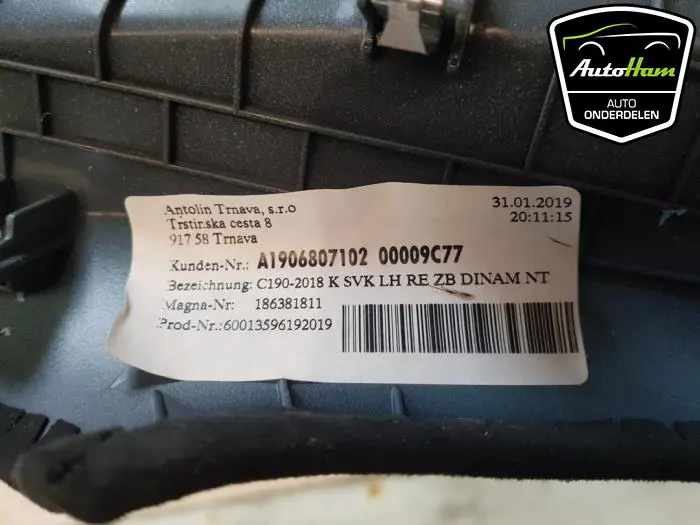 AutoHam
AUTO
ONDERDELEN
Antolin Trnava, s.r.o
Trstinska cesta 8
917 58 Trnava
31.01.2019
20:11:15
Kunden-Nr.: A1906807102 00009C77
Bezeichnung: C190-2018 K SVK LH RE ZB DINAM NT
Magna-Nr: 186381811
Prod-Nr.:60013596192019